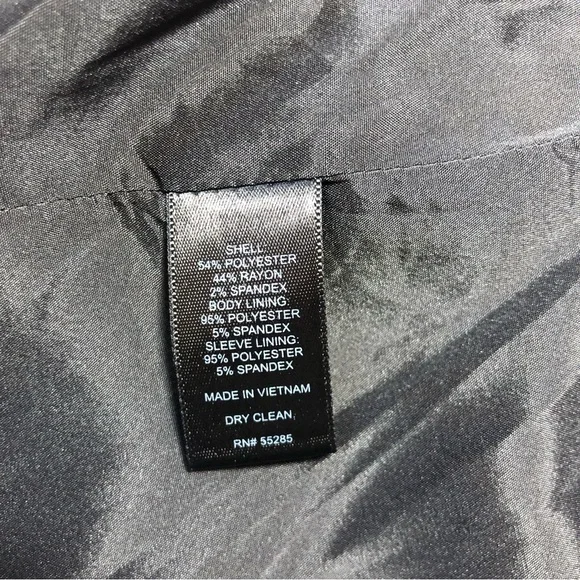 SHELL:
54% POLYESTER
44% RAYON
2% SPANDEX
BODY LINING:
95% POLYESTER
5% SPANDEX
SLEEVE LINING:
95% POLYESTER
5% SPANDEX
MADE IN VIETNAM
DRY CLEAN
RN# 55285